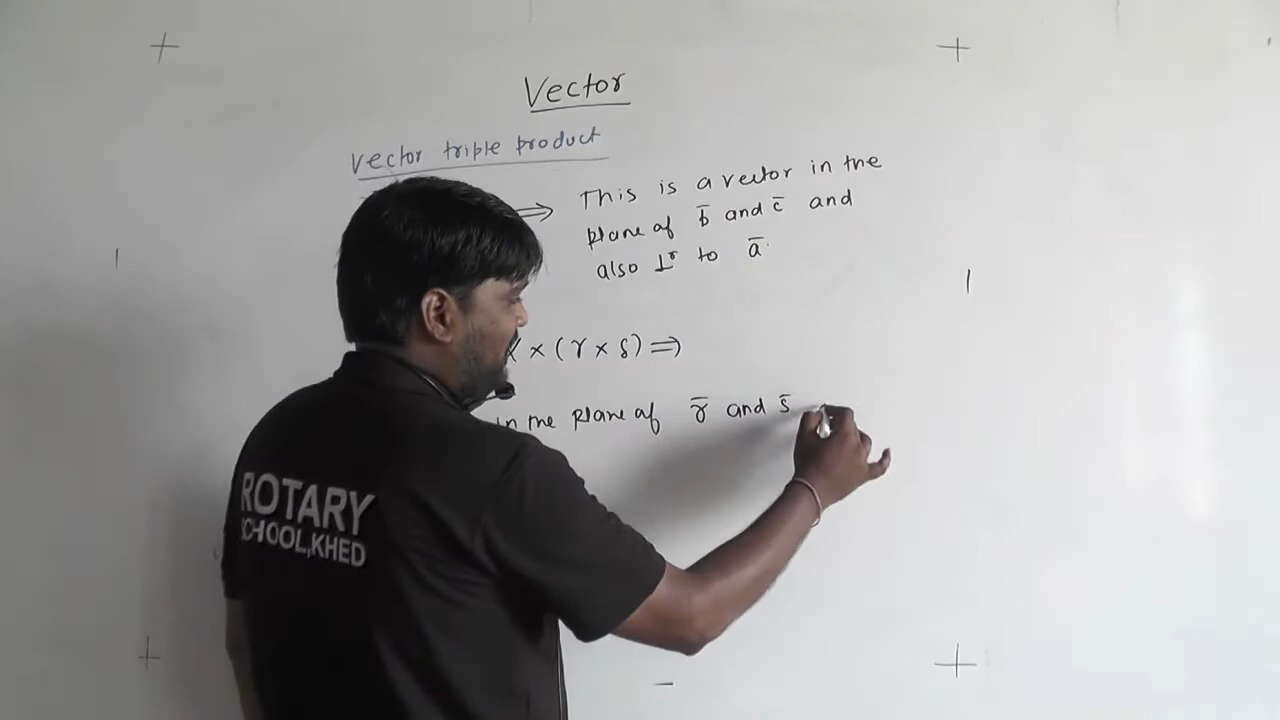 Vector
Vector triple product
⇒ This is a vector in the
plane of b̄ and c̄ and
also ⊥ʳ to ā.
× (r × s) ⇒
in the plane of r̄ and s̄
ROTARY
SCHOOL,KHED